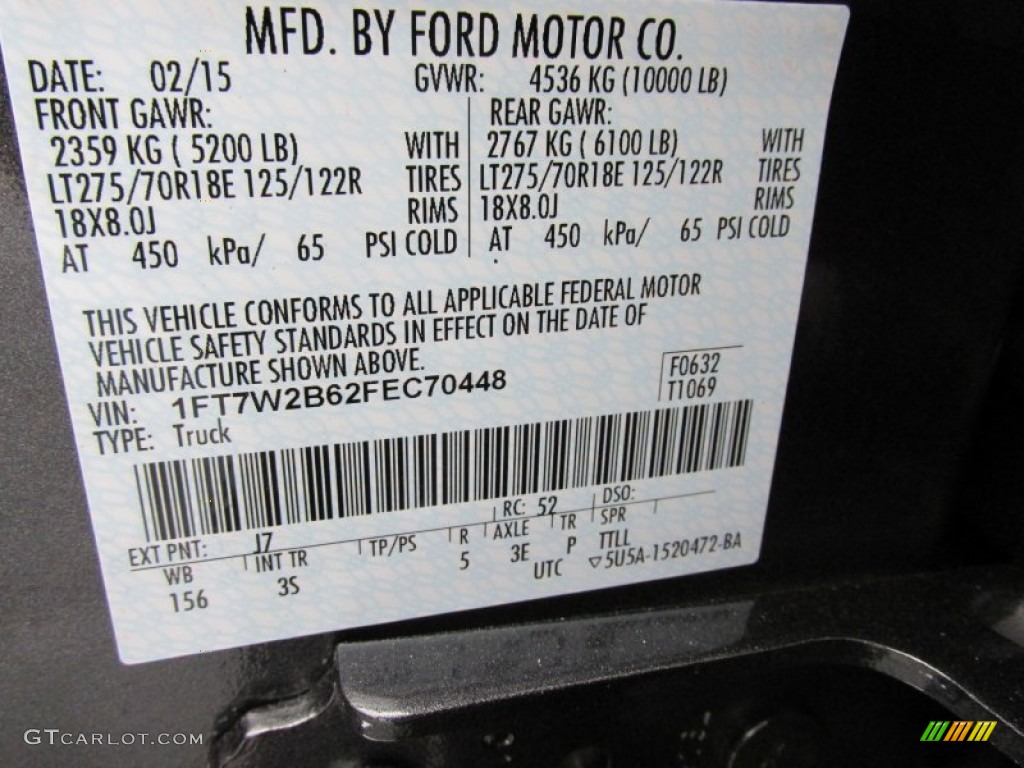 MFD. BY FORD MOTOR CO.
DATE: 02/15 GVWR: 4536 KG (10000 LB)
FRONT GAWR: REAR GAWR:
2359 KG ( 5200 LB) WITH 2767 KG ( 6100 LB) WITH
LT275/70R18E 125/122R TIRES LT275/70R18E 125/122R TIRES
18X8.0J RIMS 18X8.0J RIMS
AT 450 kPa/ 65 PSI COLD AT 450 kPa/ 65 PSI COLD
THIS VEHICLE CONFORMS TO ALL APPLICABLE FEDERAL MOTOR
VEHICLE SAFETY STANDARDS IN EFFECT ON THE DATE OF
MANUFACTURE SHOWN ABOVE.
VIN: 1FT7W2B62FEC70448 F0632
TYPE: Truck T1069
EXT PNT: J7 RC: 52 DSO:
WB INT TR TP/PS R AXLE TR SPR
156 3S 5 3E P TTLL
UTC ▽5U5A-1520472-BA
GTCARLOT.COM